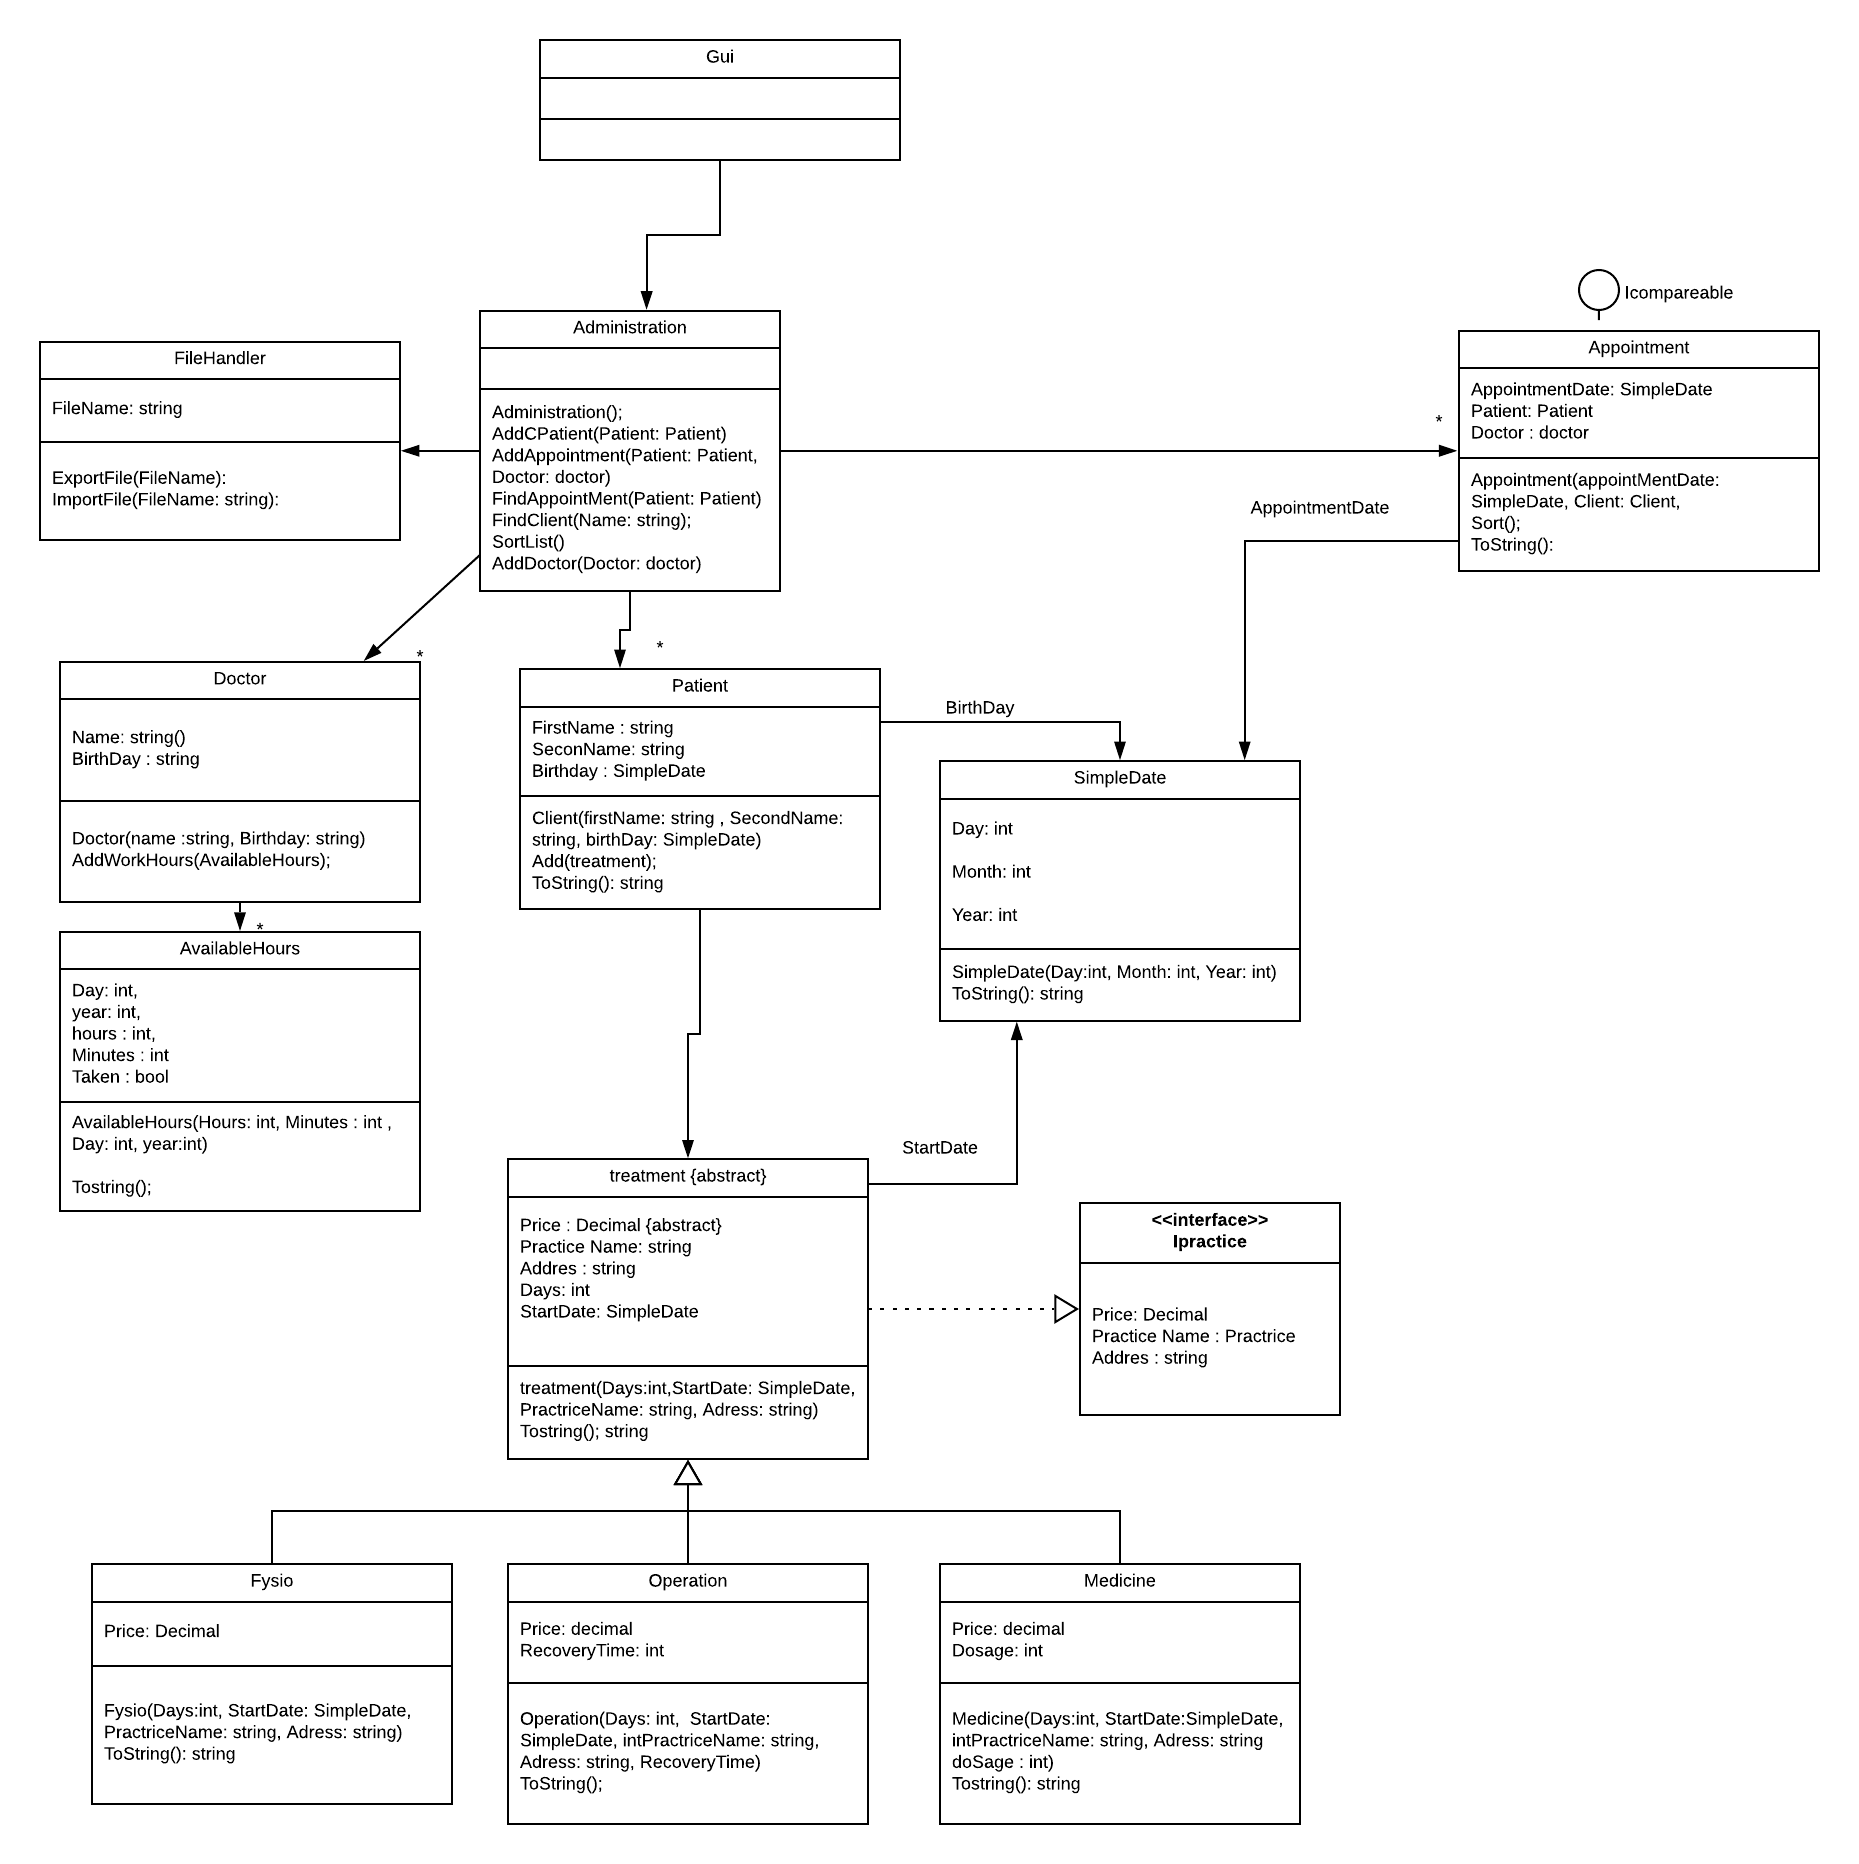 Gui
Icompareable
Administration
Administration();
AddCPatient(Patient: Patient)
AddAppointment(Patient: Patient,
Doctor: doctor)
FindAppointMent(Patient: Patient)
FindClient(Name: string);
SortList()
AddDoctor(Doctor: doctor)
FileHandler
FileName: string
ExportFile(FileName):
ImportFile(FileName: string):
*
Appointment
AppointmentDate: SimpleDate
Patient: Patient
Doctor : doctor
Appointment(appointMentDate:
SimpleDate, Client: Client,
Sort();
ToString():
AppointmentDate
*
Doctor
Name: string()
BirthDay : string
Doctor(name :string, Birthday: string)
AddWorkHours(AvailableHours);
*
Patient
FirstName : string
SeconName: string
Birthday : SimpleDate
Client(firstName: string , SecondName:
string, birthDay: SimpleDate)
Add(treatment);
ToString(): string
BirthDay
SimpleDate
Day: int
Month: int
Year: int
SimpleDate(Day:int, Month: int, Year: int)
ToString(): string
*
AvailableHours
Day: int,
year: int,
hours : int,
Minutes : int
Taken : bool
AvailableHours(Hours: int, Minutes : int ,
Day: int, year:int)
Tostring();
StartDate
treatment {abstract}
Price : Decimal {abstract}
Practice Name: string
Addres : string
Days: int
StartDate: SimpleDate
treatment(Days:int,StartDate: SimpleDate,
PractriceName: string, Adress: string)
Tostring(); string
<<interface>>
Ipractice
Price: Decimal
Practice Name : Practrice
Addres : string
Fysio
Price: Decimal
Fysio(Days:int, StartDate: SimpleDate,
PractriceName: string, Adress: string)
ToString(): string
Operation
Price: decimal
RecoveryTime: int
Operation(Days: int,  StartDate:
SimpleDate, intPractriceName: string,
Adress: string, RecoveryTime)
ToString();
Medicine
Price: decimal
Dosage: int
Medicine(Days:int, StartDate:SimpleDate,
intPractriceName: string, Adress: string
doSage : int)
Tostring(): string